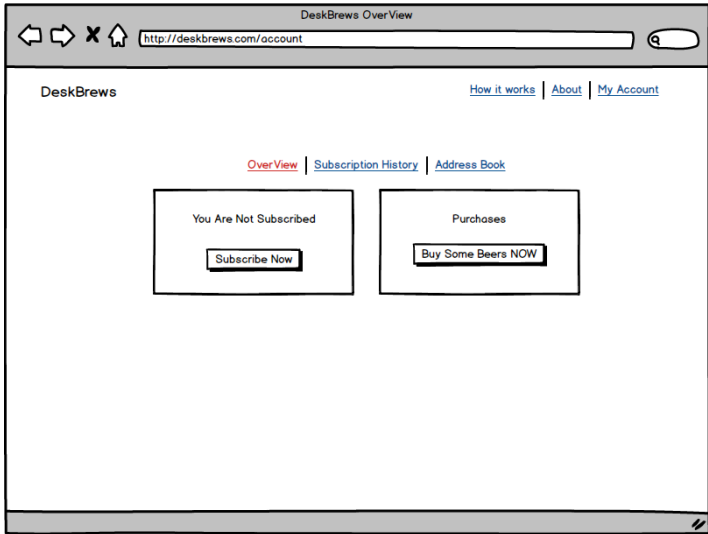 DeskBrews OverView
http://deskbrews.com/account
DeskBrews
How it works | About | My Account
OverView | Subscription History | Address Book
You Are Not Subscribed
Subscribe Now
Purchases
Buy Some Beers NOW